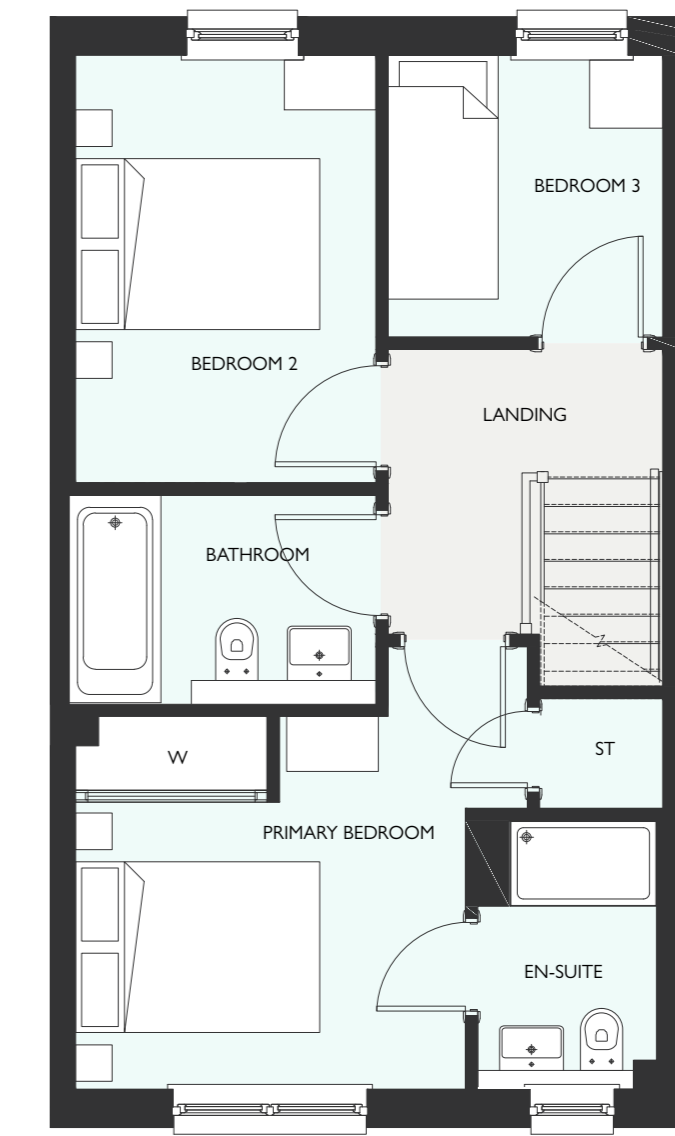 BEDROOM 3
BEDROOM 2
LANDING
BATHROOM
W
ST
PRIMARY BEDROOM
EN-SUITE